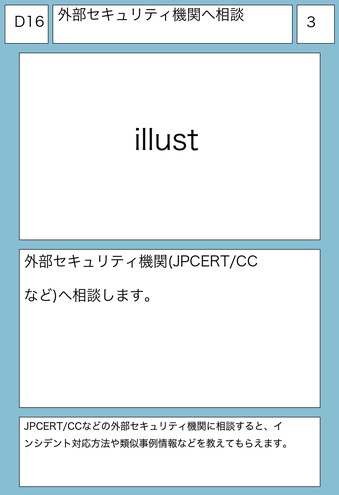 D16
外部セキュリティ機関へ相談
3
illust
外部セキュリティ機関(JPCERT/CC
など)へ相談します。
JPCERT/CCなどの外部セキュリティ機関に相談すると、イ
ンシデント対応方法や類似事例情報などを教えてもらえます。